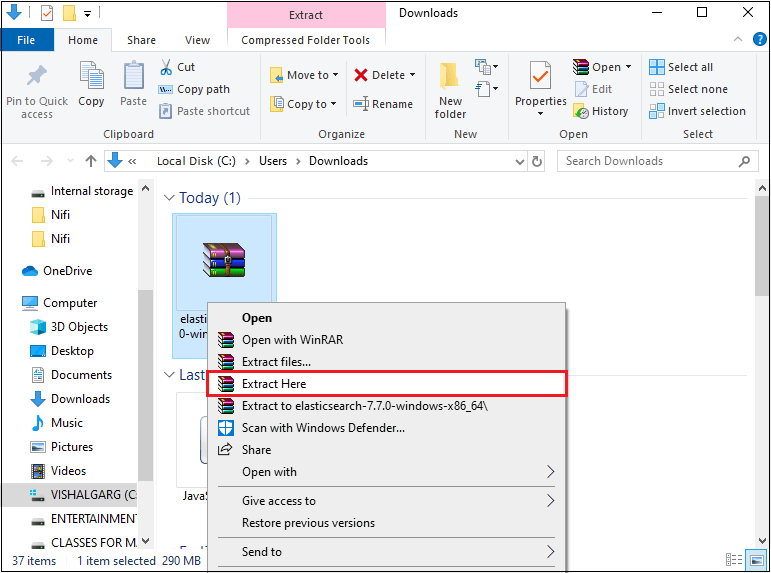 Extract
Downloads
File
Home
Share
View
Compressed Folder Tools
Pin to Quick
access
Copy
Paste
Cut
Copy path
Paste shortcut
Clipboard
Move to
Copy to
Delete
Rename
Organize
New
folder
New
Properties
Open
Edit
History
Open
Select all
Select none
Invert selection
Select
« Local Disk (C:) > Users > Downloads
Search Downloads
Internal storage
Nifi
Nifi
OneDrive
Computer
3D Objects
Desktop
Documents
Downloads
Music
Pictures
Videos
VISHALGARG (C:
ENTERTAINMENT
CLASSES FOR MA
Today (1)
elastic
0-win
Last
JavaS
Open
Open with WinRAR
Extract files...
Extract Here
Extract to elasticsearch-7.7.0-windows-x86_64\
Scan with Windows Defender...
Share
Open with
Give access to
Restore previous versions
Send to
37 items
1 item selected 290 MB